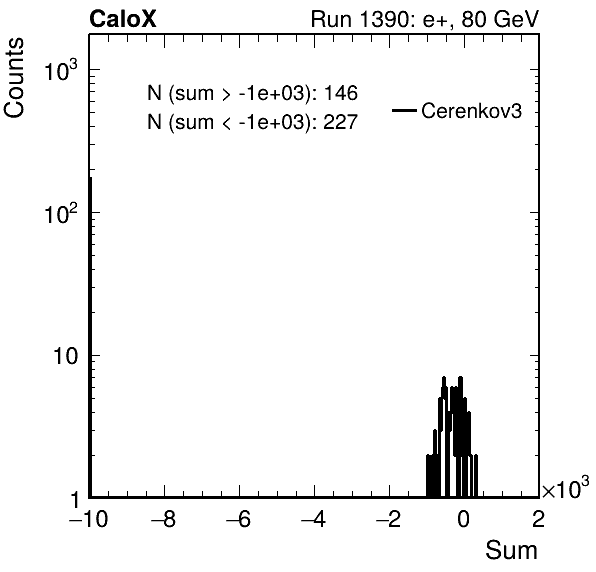 CaloX Run 1390: e+, 80 GeV
Counts
N (sum > -1e+03): 146
N (sum < -1e+03): 227
Cerenkov3
10³
10²
10
1
−10 −8 −6 −4 −2 0 2
×10³
Sum